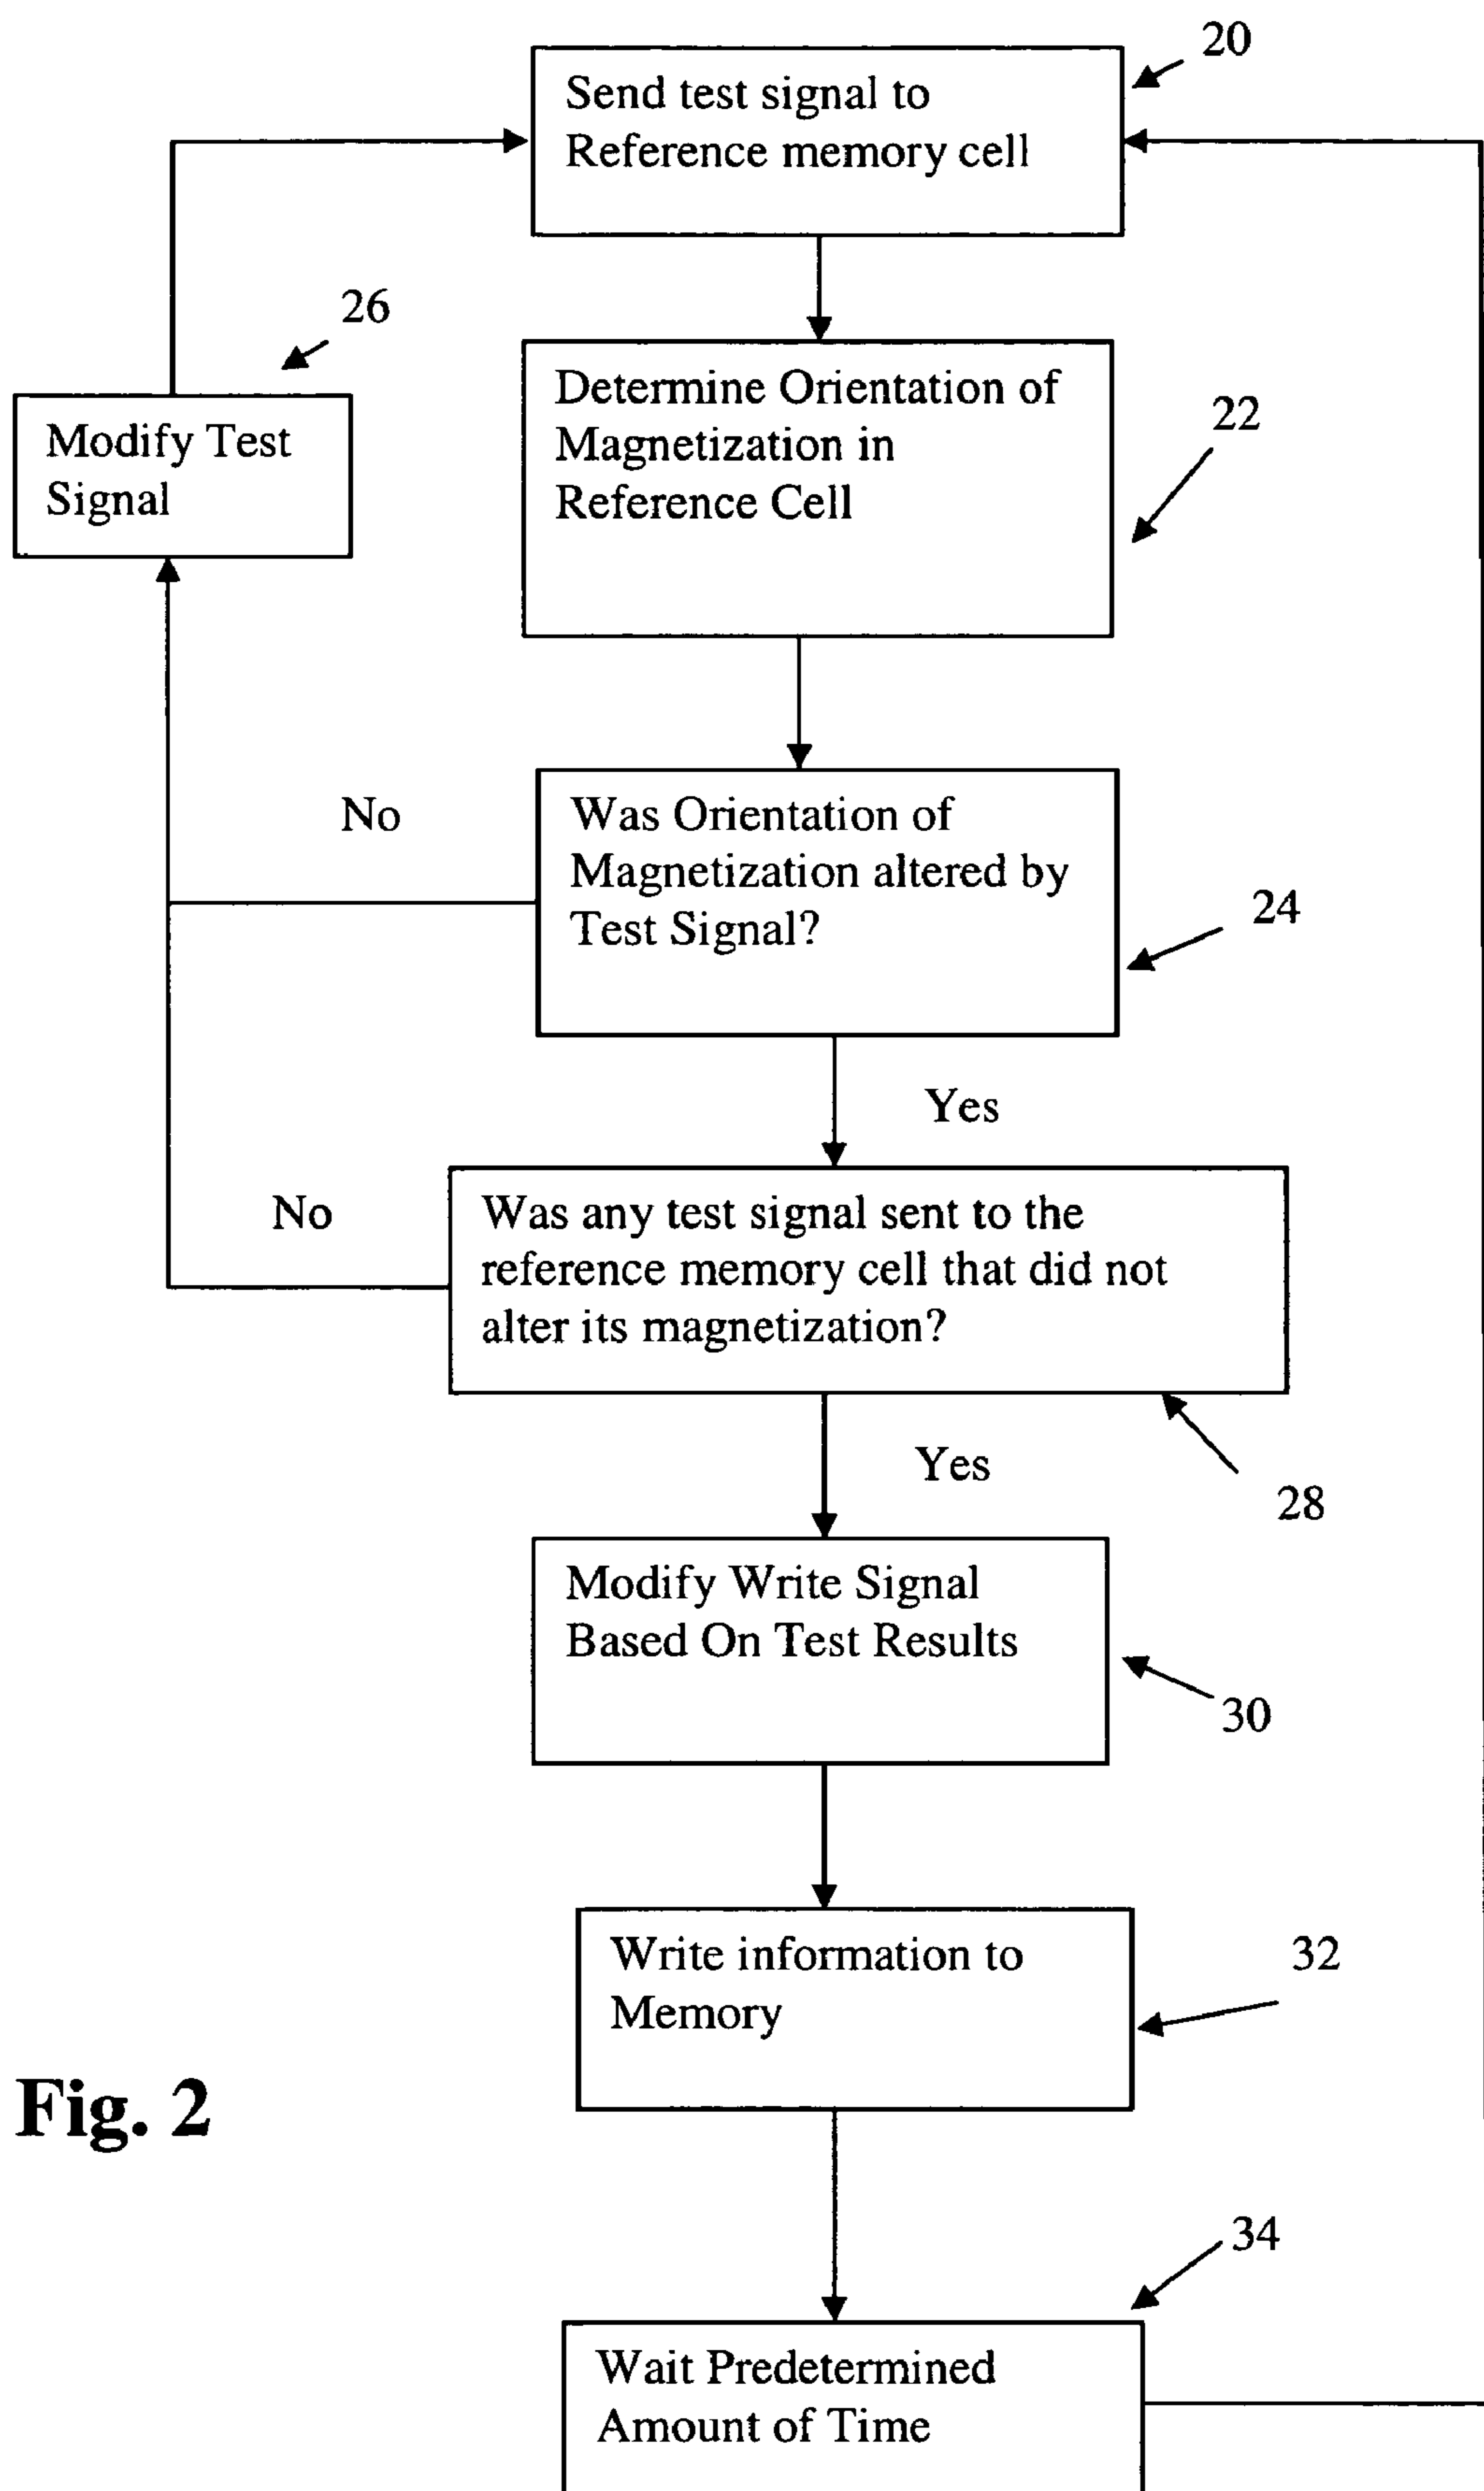 20
Send test signal to
Reference memory cell
26
Modify Test
Signal
Determine Orientation of
Magnetization in
Reference Cell
22
No
Was Orientation of
Magnetization altered by
Test Signal?
24
Yes
No
Was any test signal sent to the
reference memory cell that did not
alter its magnetization?
28
Yes
Modify Write Signal
Based On Test Results
30
Write information to
Memory
32
Fig. 2
34
Wait Predetermined
Amount of Time